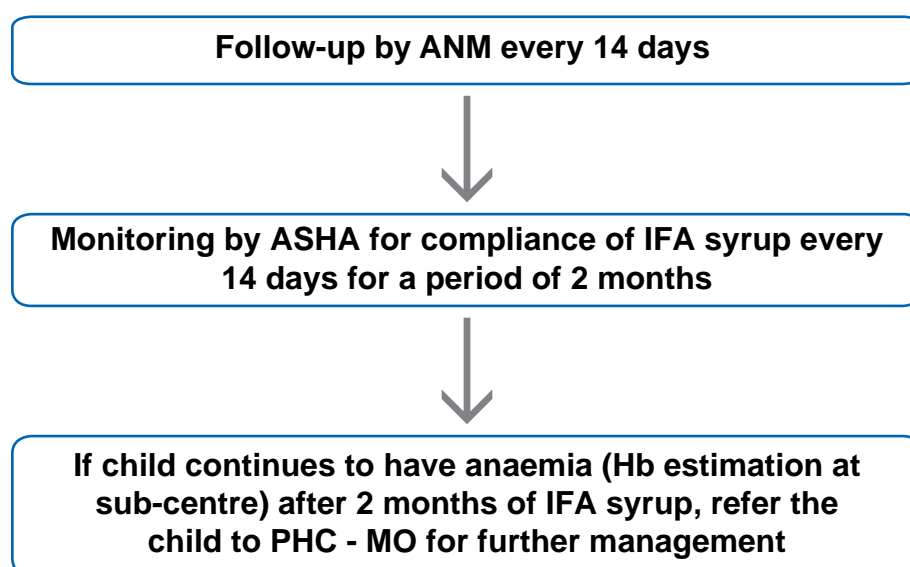 Follow-up by ANM every 14 days
Monitoring by ASHA for compliance of IFA syrup every
14 days for a period of 2 months
If child continues to have anaemia (Hb estimation at
sub-centre) after 2 months of IFA syrup, refer the
child to PHC - MO for further management